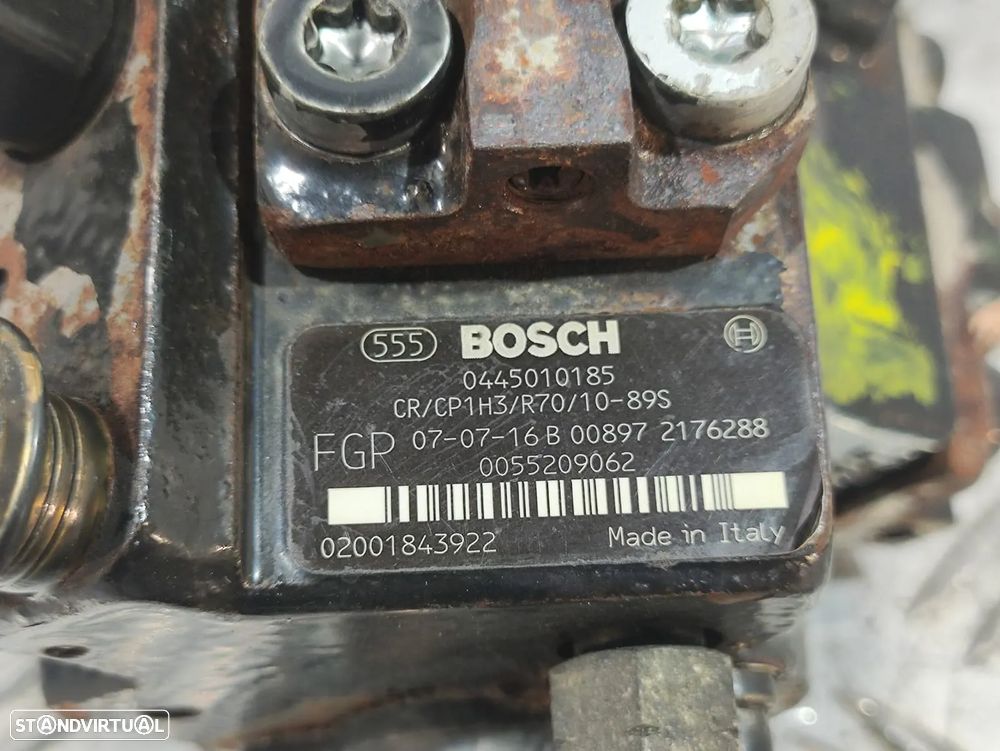 555 BOSCH
0445010185
CR/CP1H3/R70/10-89S
FGP 07-07-16 B 00897 2176288
0055209062
02001843922 Made in Italy
STANDVIRTUAL